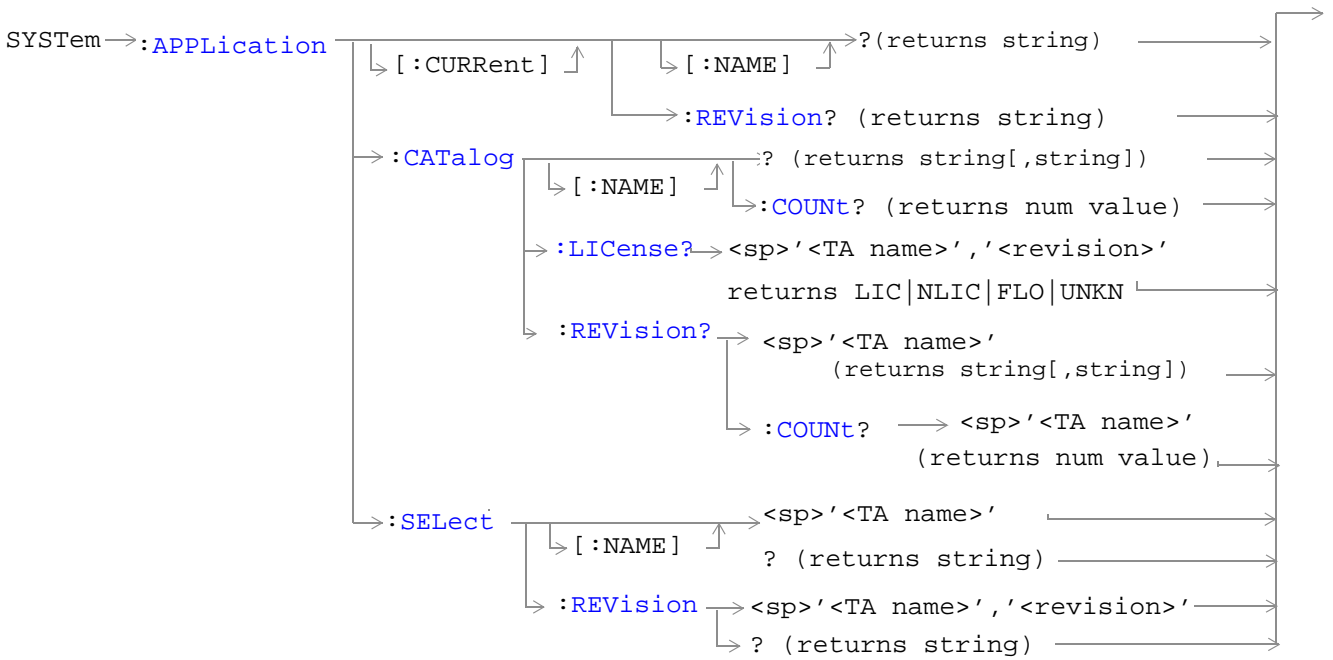 SYSTem :APPLication ?(returns string)
[:CURRent] [:NAME]
:REVision? (returns string)
:CATalog ? (returns string[,string])
[:NAME]
:COUNt? (returns num value)
:LICense? <sp>'<TA name>','<revision>'
returns LIC|NLIC|FLO|UNKN
:REVision? <sp>'<TA name>'
(returns string[,string])
:COUNt? <sp>'<TA name>'
(returns num value)
:SELect <sp>'<TA name>'
[:NAME]
? (returns string)
:REVision <sp>'<TA name>','<revision>'
? (returns string)